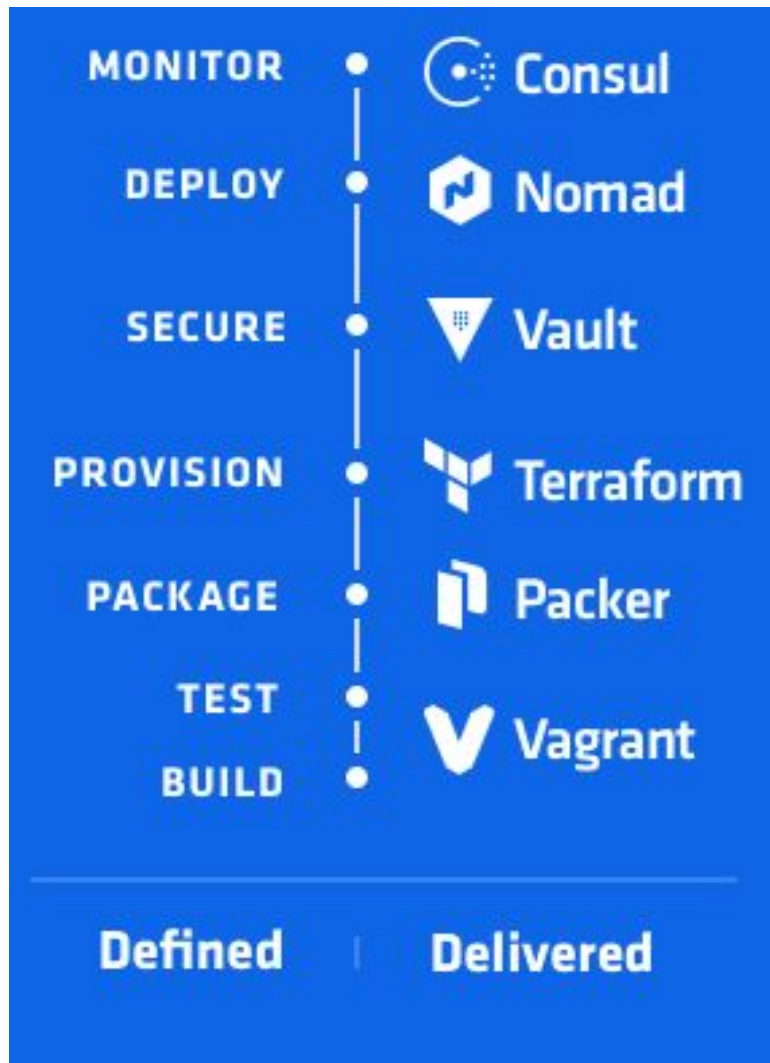 MONITOR Consul
DEPLOY Nomad
SECURE Vault
PROVISION Terraform
PACKAGE Packer
TEST
Vagrant
BUILD
Defined Delivered